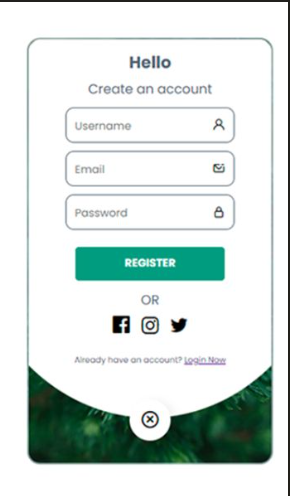 Hello
Create an account
Username
Email
Password
REGISTER
OR
Already have an account? Login Now